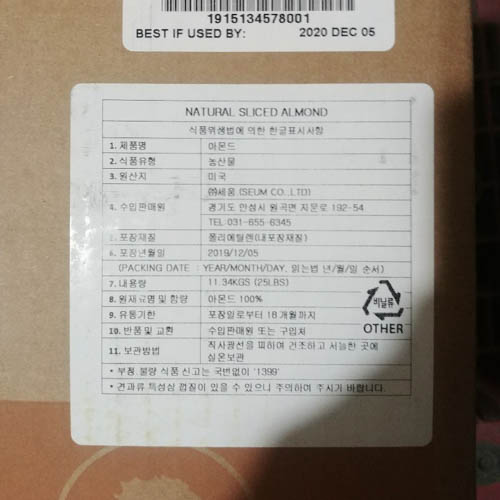 1915134578001
BEST IF USED BY: 2020 DEC 05
NATURAL SLICED ALMOND
식품위생법에 의한 한글표시사항
1. 제품명 아몬드
2. 식품유형 농산물
3. 원산지 미국
4. 수입판매원 ㈜세움 (SEUM CO.,LTD)
경기도 안성시 원곡면 지문로 192-54
TEL:031-655-6345
5. 포장재질 폴리에틸렌(내포장재질)
6. 포장년월일 2019/12/05
(PACKING DATE : YEAR/MONTH/DAY, 읽는법 년/월/일 순서)
7. 내용량 11.34KGS (25LBS)
8. 원재료명 및 함량 아몬드 100%
9. 유통기한 포장일로부터 18개월까지
10. 반품 및 교환 수입판매원 또는 구입처
11. 보관방법 직사광선을 피하여 건조하고 서늘한 곳에
실온보관
비닐류
OTHER
* 부정 불량 식품 신고는 국번없이 '1399'
* 견과류 특성상 껍질이 있을 수 있으니 주의하여 주시기 바랍니다.